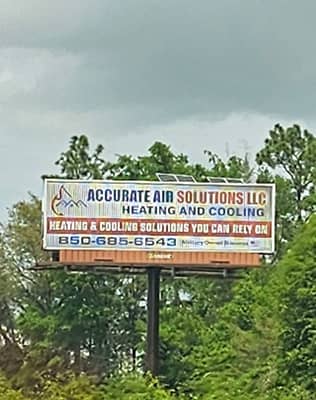 ACCURATE AIR SOLUTIONS LLC
HEATING AND COOLING
HEATING & COOLING SOLUTIONS YOU CAN RELY ON
850-685-6543 Military Owned Business